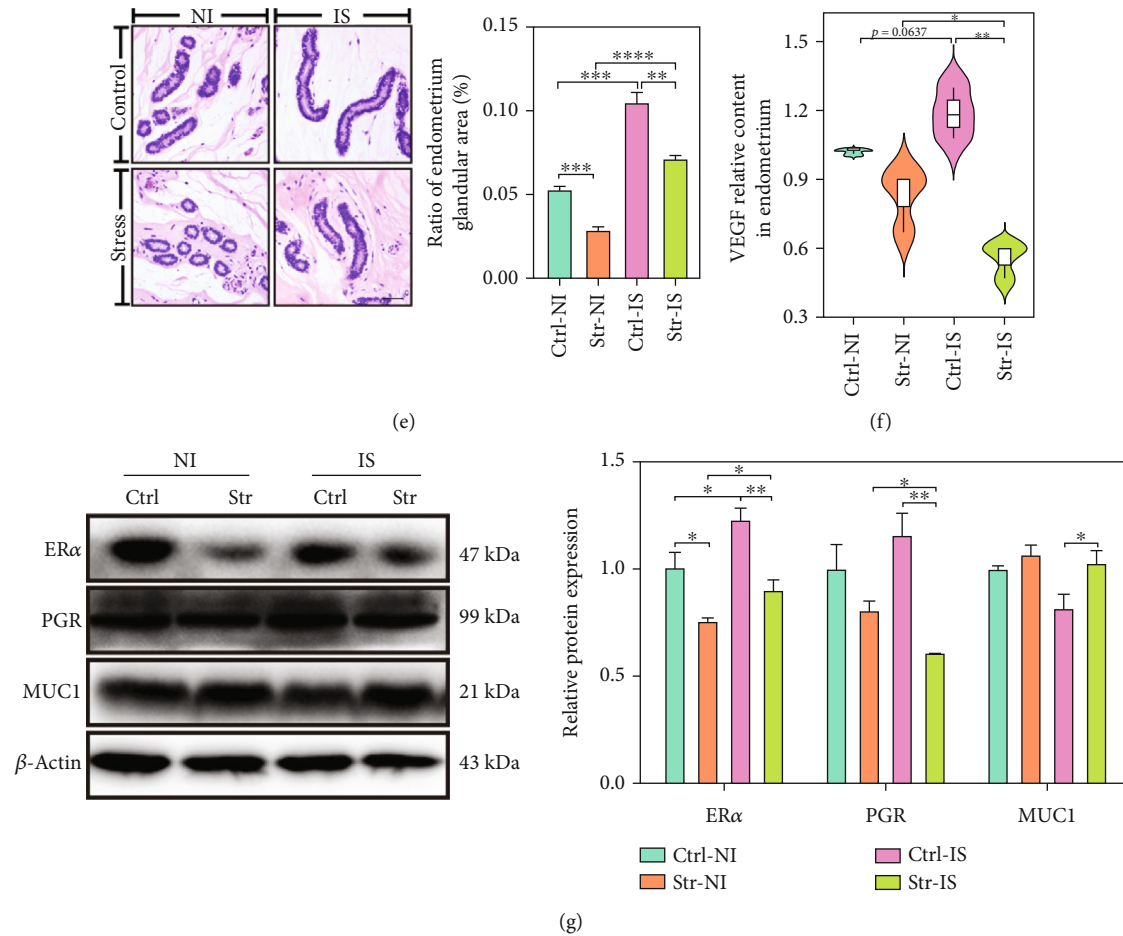 NI IS
Control
Stress
Ratio of endometrium
glandular area (%)
0.15
0.10
0.05
0.00
***
***
****
**
Ctrl-NI
Str-NI
Ctrl-IS
Str-IS
(e)
VEGF relative content
in endometrium
1.5
1.2
0.9
0.6
0.3
*
p = 0.0637
**
Ctrl-NI
Str-NI
Ctrl-IS
Str-IS
(f)
NI IS
Ctrl Str Ctrl Str
ERα 47 kDa
PGR 99 kDa
MUC1 21 kDa
β-Actin 43 kDa
Relative protein expression
1.5
1.0
0.5
0.0
*
* **
*
*
**
*
ERα PGR MUC1
Ctrl-NI Ctrl-IS
Str-NI Str-IS
(g)